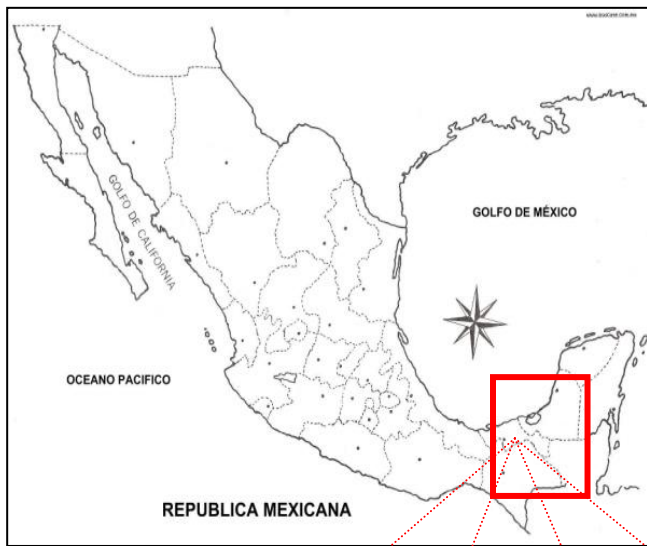 GOLFO DE CALIFORNIA
GOLFO DE MÉXICO
OCEANO PACIFICO
REPUBLICA MEXICANA